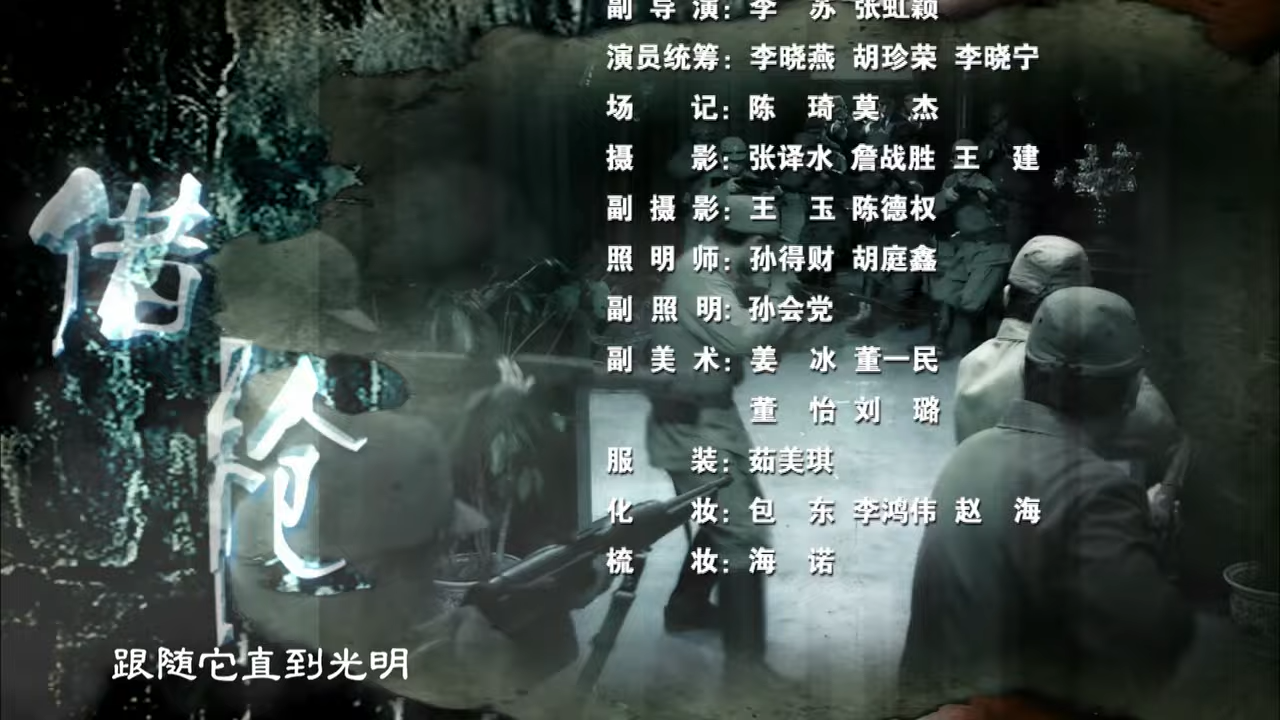 副导演：李苏 张虹颖
演员统筹：李晓燕 胡珍荣 李晓宁
场记：陈琦 莫杰
摄影：张译水 詹战胜 王建
副摄影：王玉 陈德权
照明师：孙得财 胡庭鑫
副照明：孙会党
副美术：姜冰 董一民
董怡 刘璐
服装：茹美琪
化妆：包东 李鸿伟 赵海
梳妆：海诺
借枪
跟随它直到光明